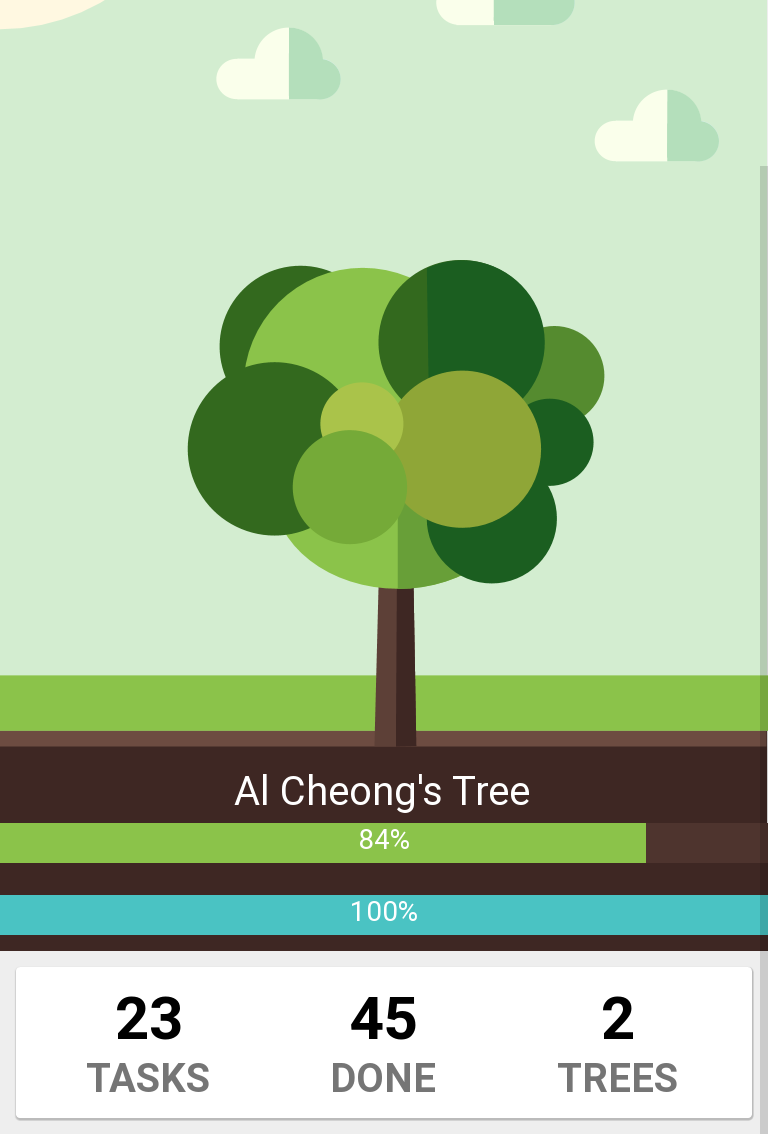 Al Cheong's Tree
84%
100%
23 45 2
TASKS DONE TREES